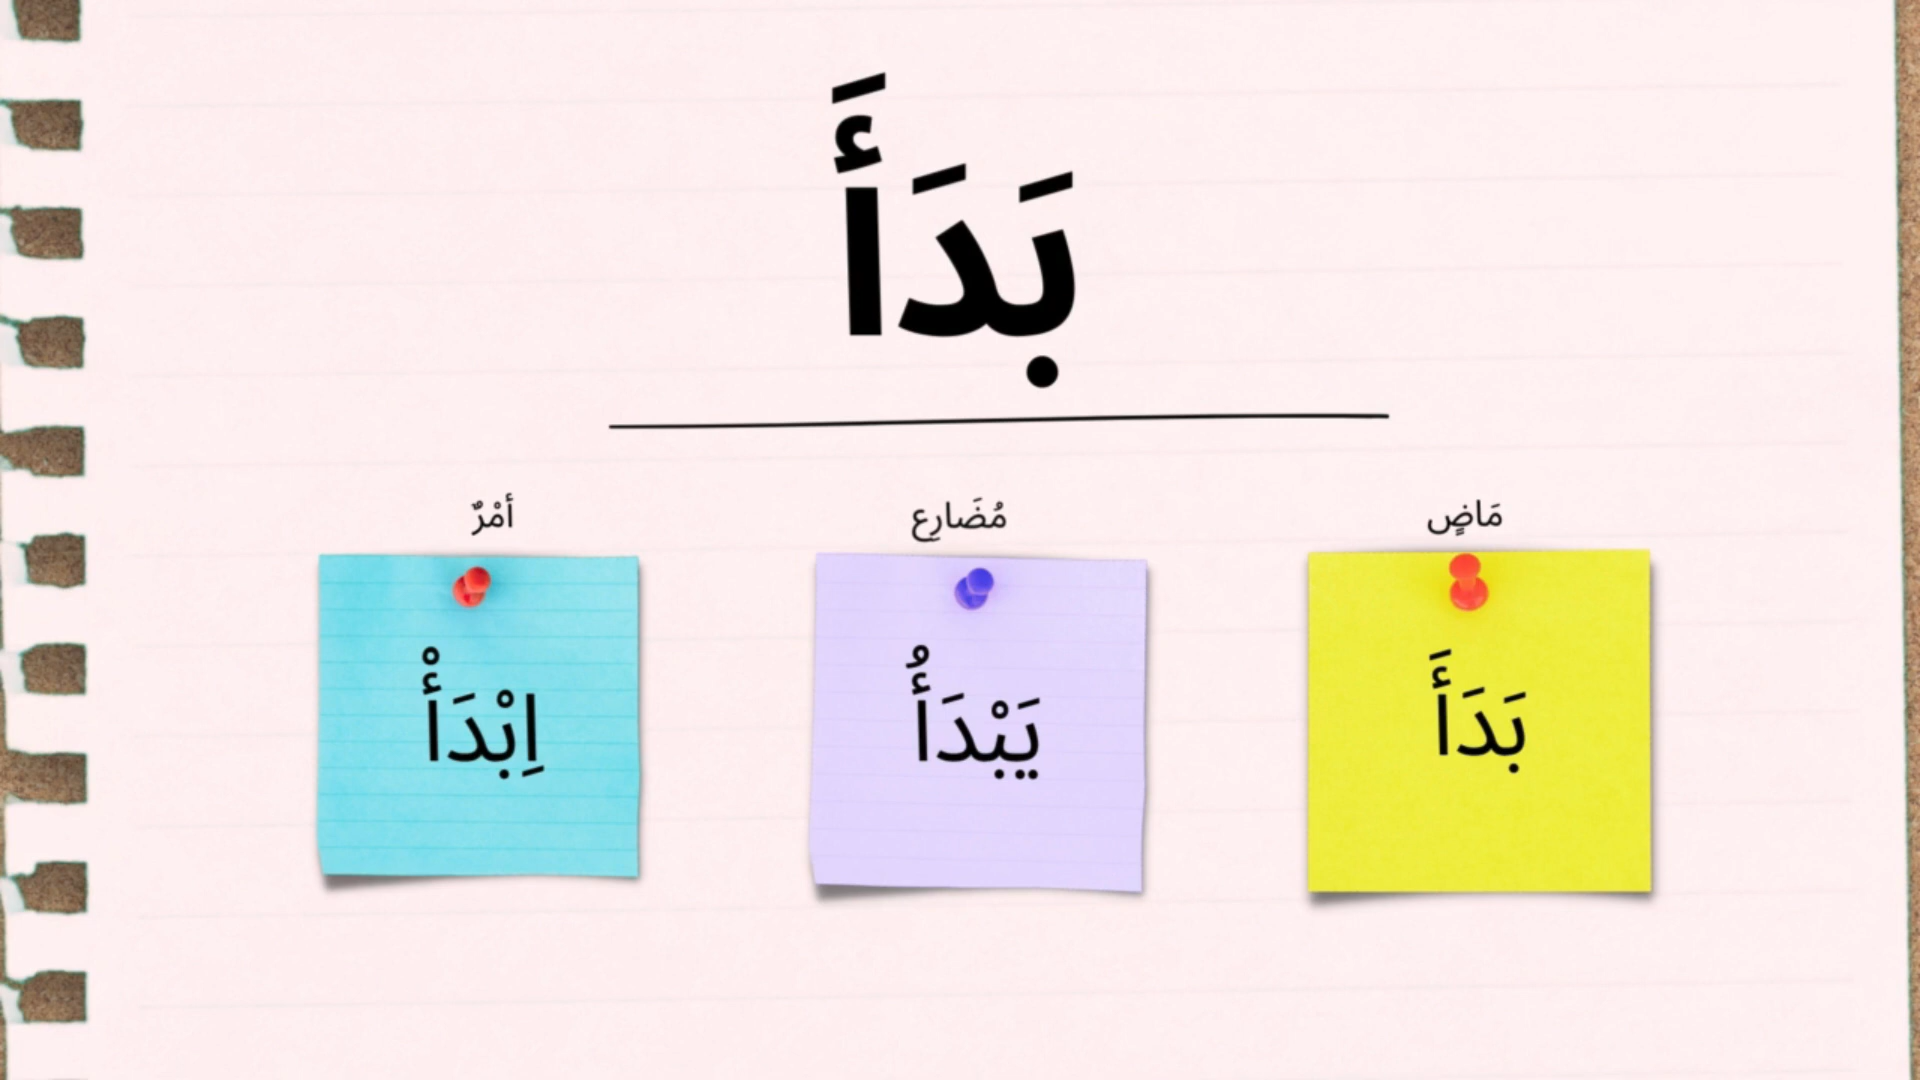 بَدَأَ
مَاضٍ
مُضَارِع
أمْرٌ
بَدَأَ
يَبْدَأُ
اِبْدَأْ